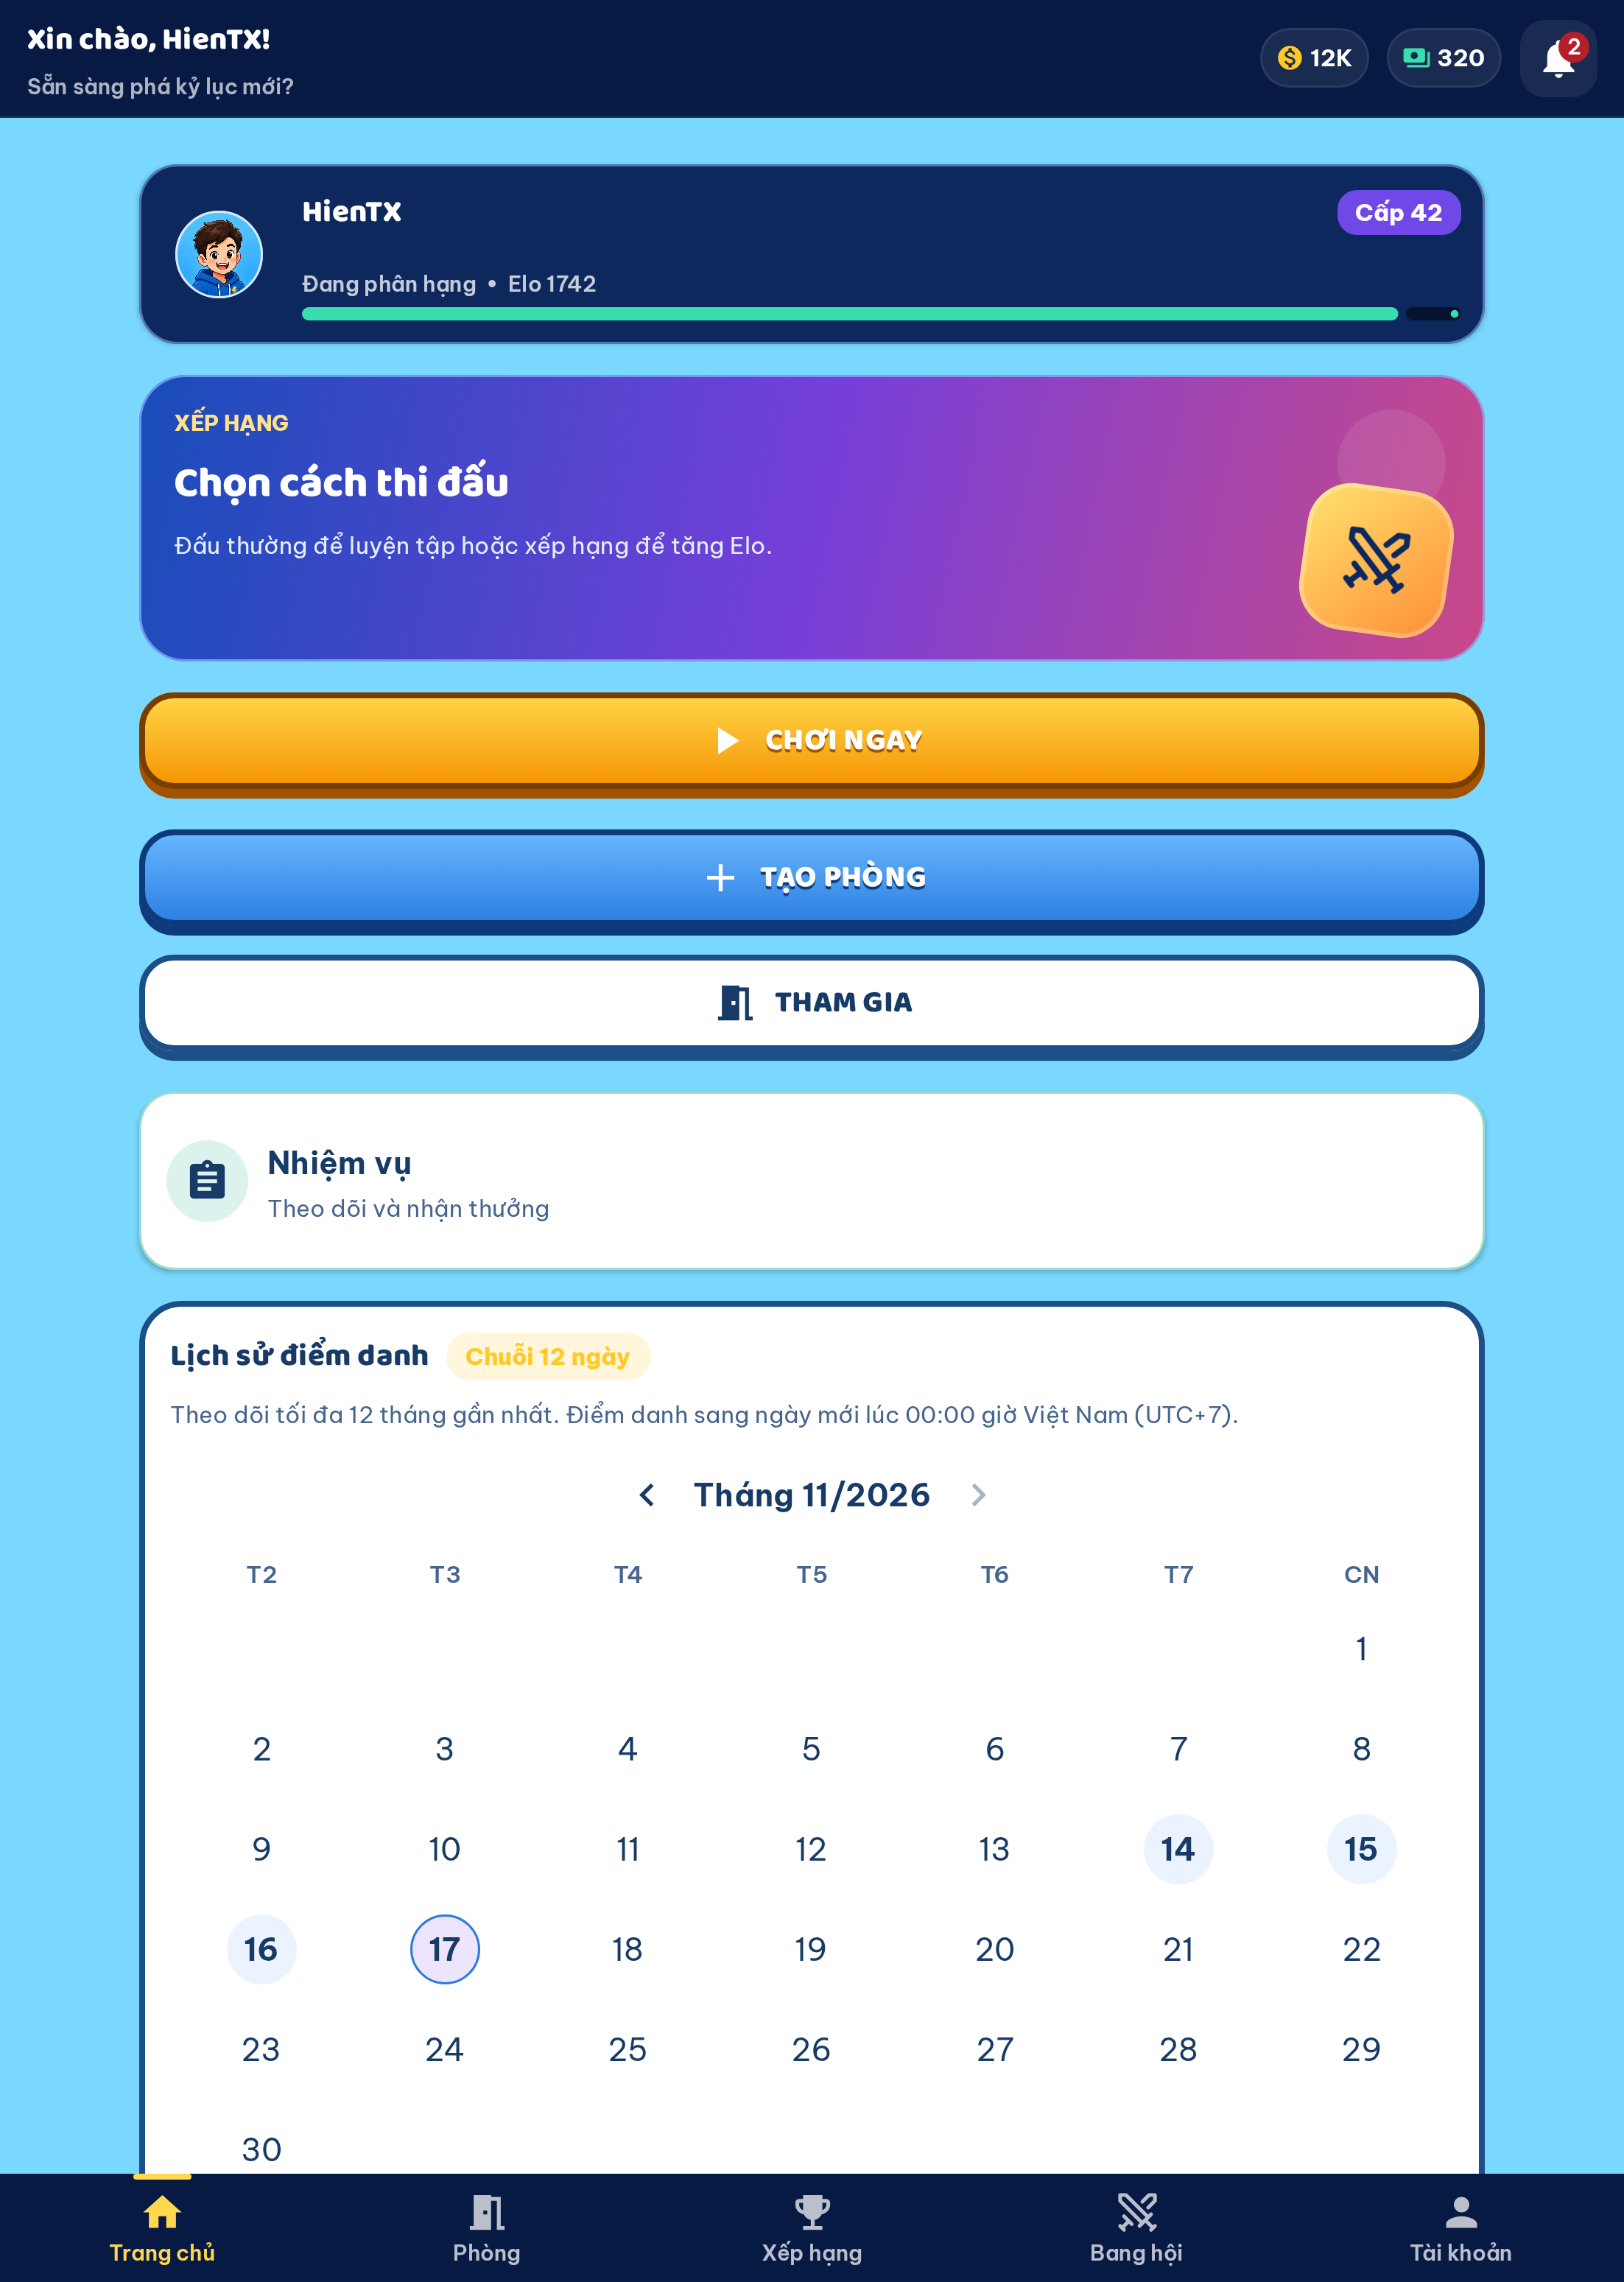 Xin chào, HienTX!
Sẵn sàng phá kỷ lục mới?
12K
320
2
HienTX
Cấp 42
Đang phân hạng • Elo 1742
XẾP HẠNG
Chọn cách thi đấu
Đấu thường để luyện tập hoặc xếp hạng để tăng Elo.
CHƠI NGAY
TẠO PHÒNG
THAM GIA
Nhiệm vụ
Theo dõi và nhận thưởng
Lịch sử điểm danh
Chuỗi 12 ngày
Theo dõi tối đa 12 tháng gần nhất. Điểm danh sang ngày mới lúc 00:00 giờ Việt Nam (UTC+7).
Tháng 11/2026
T2 T3 T4 T5 T6 T7 CN
1
2 3 4 5 6 7 8
9 10 11 12 13 14 15
16 17 18 19 20 21 22
23 24 25 26 27 28 29
30
Trang chủ Phòng Xếp hạng Bang hội Tài khoản